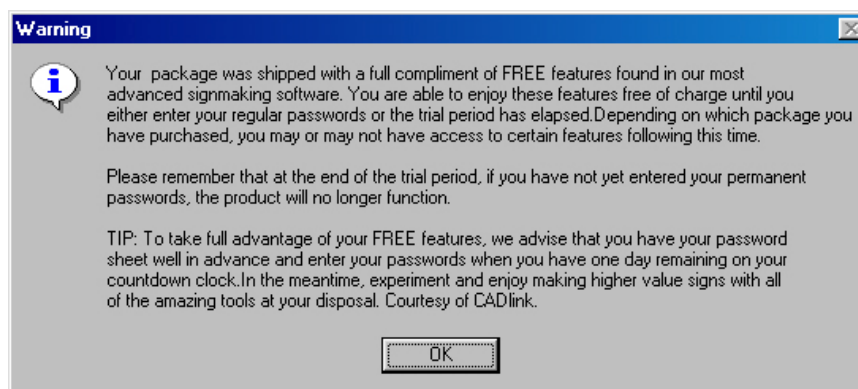 Warning
Your  package was shipped with a full compliment of FREE features found in our most
advanced signmaking software. You are able to enjoy these features free of charge until you
either enter your regular passwords or the trial period has elapsed.Depending on which package you
have purchased, you may or may not have access to certain features following this time.
Please remember that at the end of the trial period, if you have not yet entered your permanent
passwords, the product will no longer function.
TIP: To take full advantage of your FREE features, we advise that you have your password
sheet well in advance and enter your passwords when you have one day remaining on your
countdown clock.In the meantime, experiment and enjoy making higher value signs with all
of the amazing tools at your disposal. Courtesy of CADlink.
OK